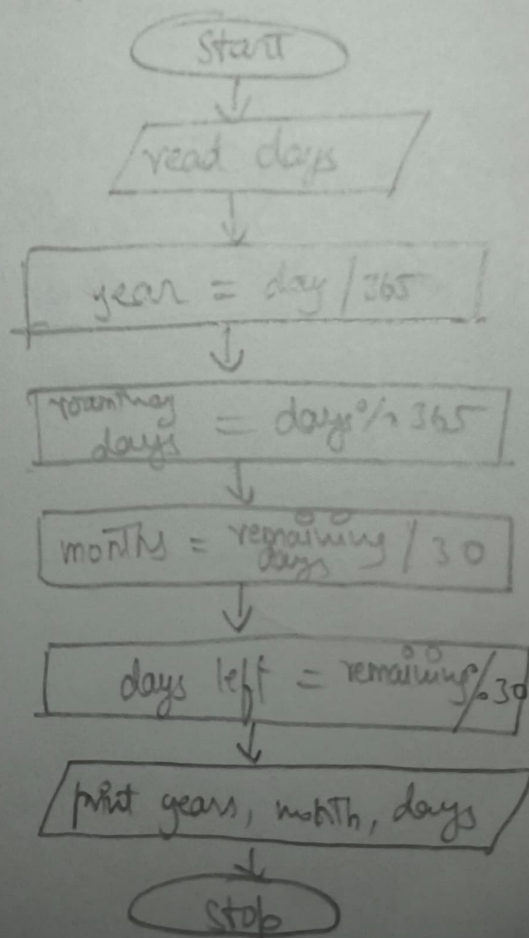 Start
read days
year = day / 365
remaining
days = days % 365
months = remaining
days / 30
days left = remaining % 30
print years, month, days
stop